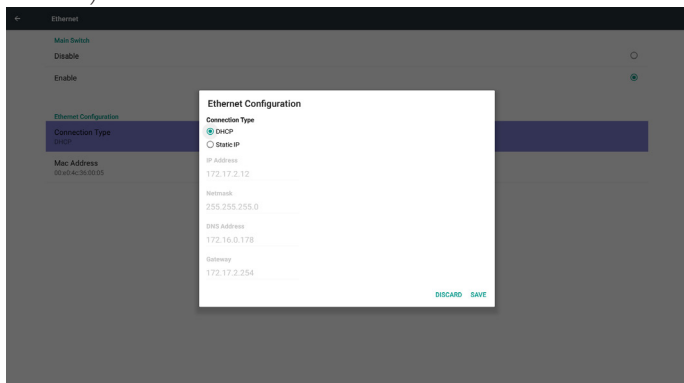 Ethernet
Main Switch
Disable
Enable
Ethernet Configuration
Connection Type
DHCP
Mac Address
00:e0:4c:36:00:05
Ethernet Configuration
Connection Type
DHCP
Static IP
IP Address
172.17.2.12
Netmask
255.255.255.0
DNS Address
172.16.0.178
Gateway
172.17.2.254
DISCARD SAVE